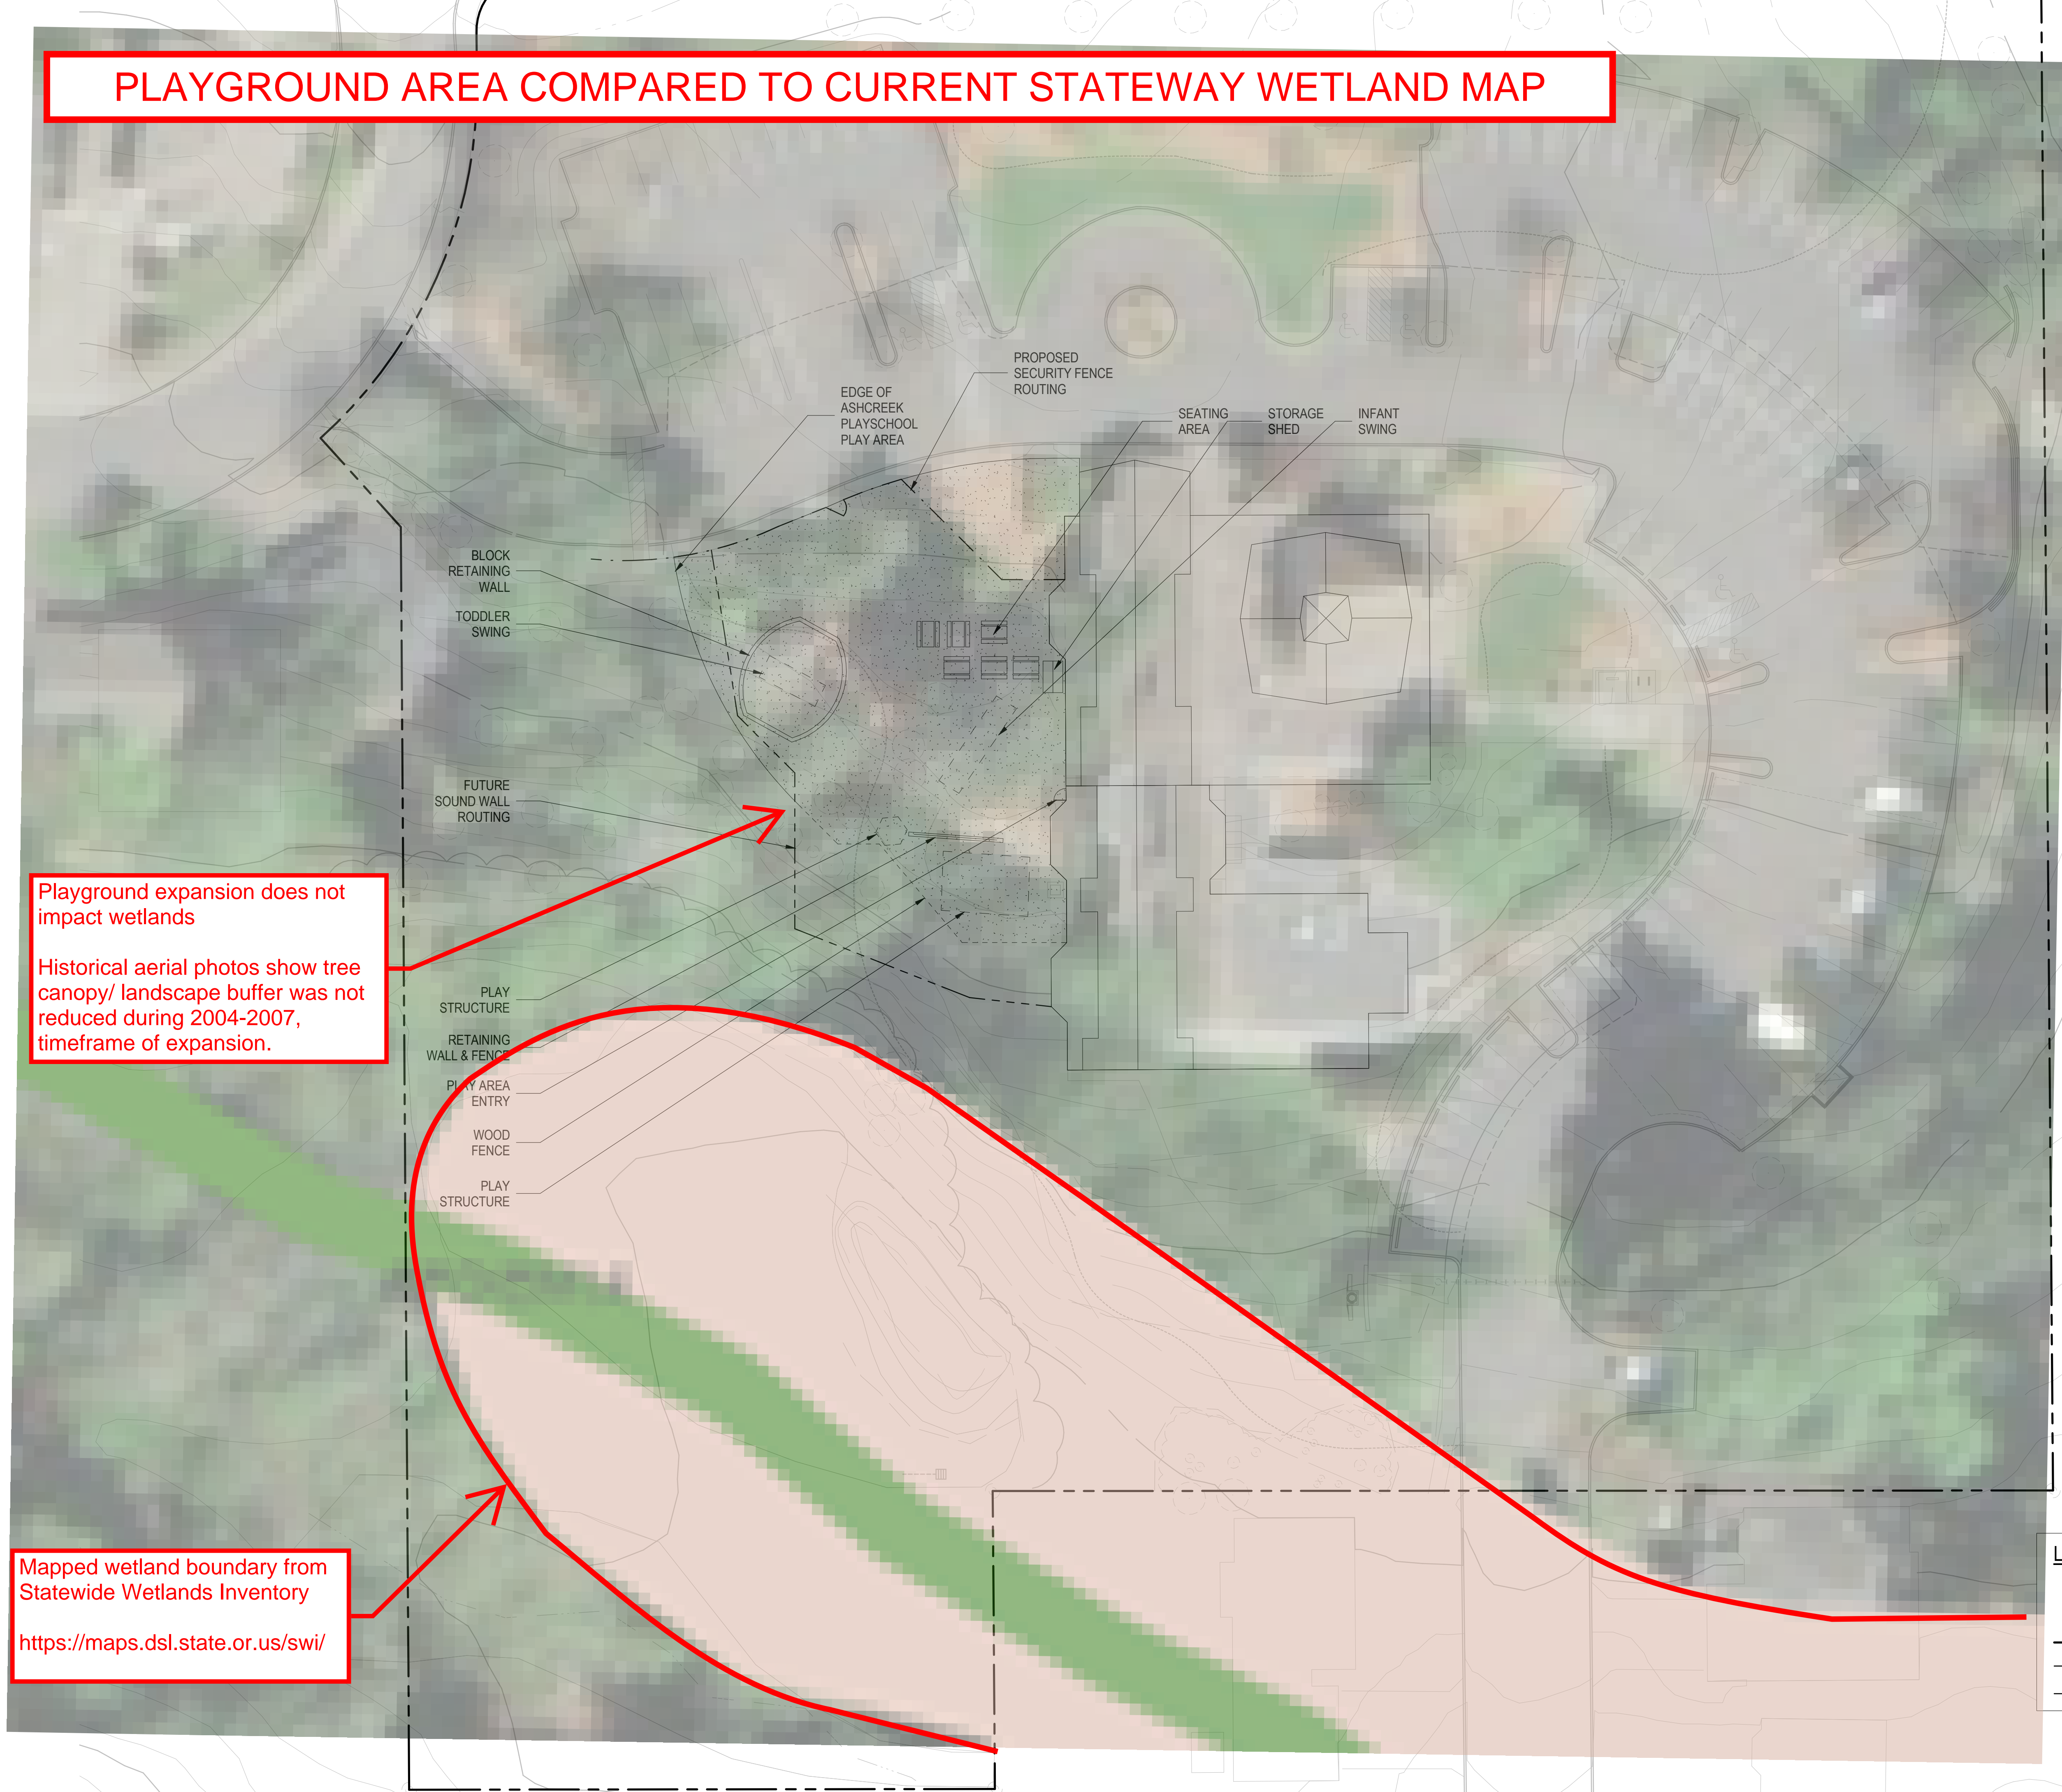 PLAYGROUND AREA COMPARED TO CURRENT STATEWAY WETLAND MAP
PROPOSED
SECURITY FENCE
ROUTING
EDGE OF
ASHCREEK
PLAYSCHOOL
PLAY AREA
SEATING
AREA
STORAGE
SHED
INFANT
SWING
BLOCK
RETAINING
WALL
TODDLER
SWING
FUTURE
SOUND WALL
ROUTING
Playground expansion does not
impact wetlands
Historical aerial photos show tree
canopy/ landscape buffer was not
reduced during 2004-2007,
timeframe of expansion.
PLAY
STRUCTURE
RETAINING
WALL & FENCE
PLAY AREA
ENTRY
WOOD
FENCE
PLAY
STRUCTURE
Mapped wetland boundary from
Statewide Wetlands Inventory
https://maps.dsl.state.or.us/swi/
L